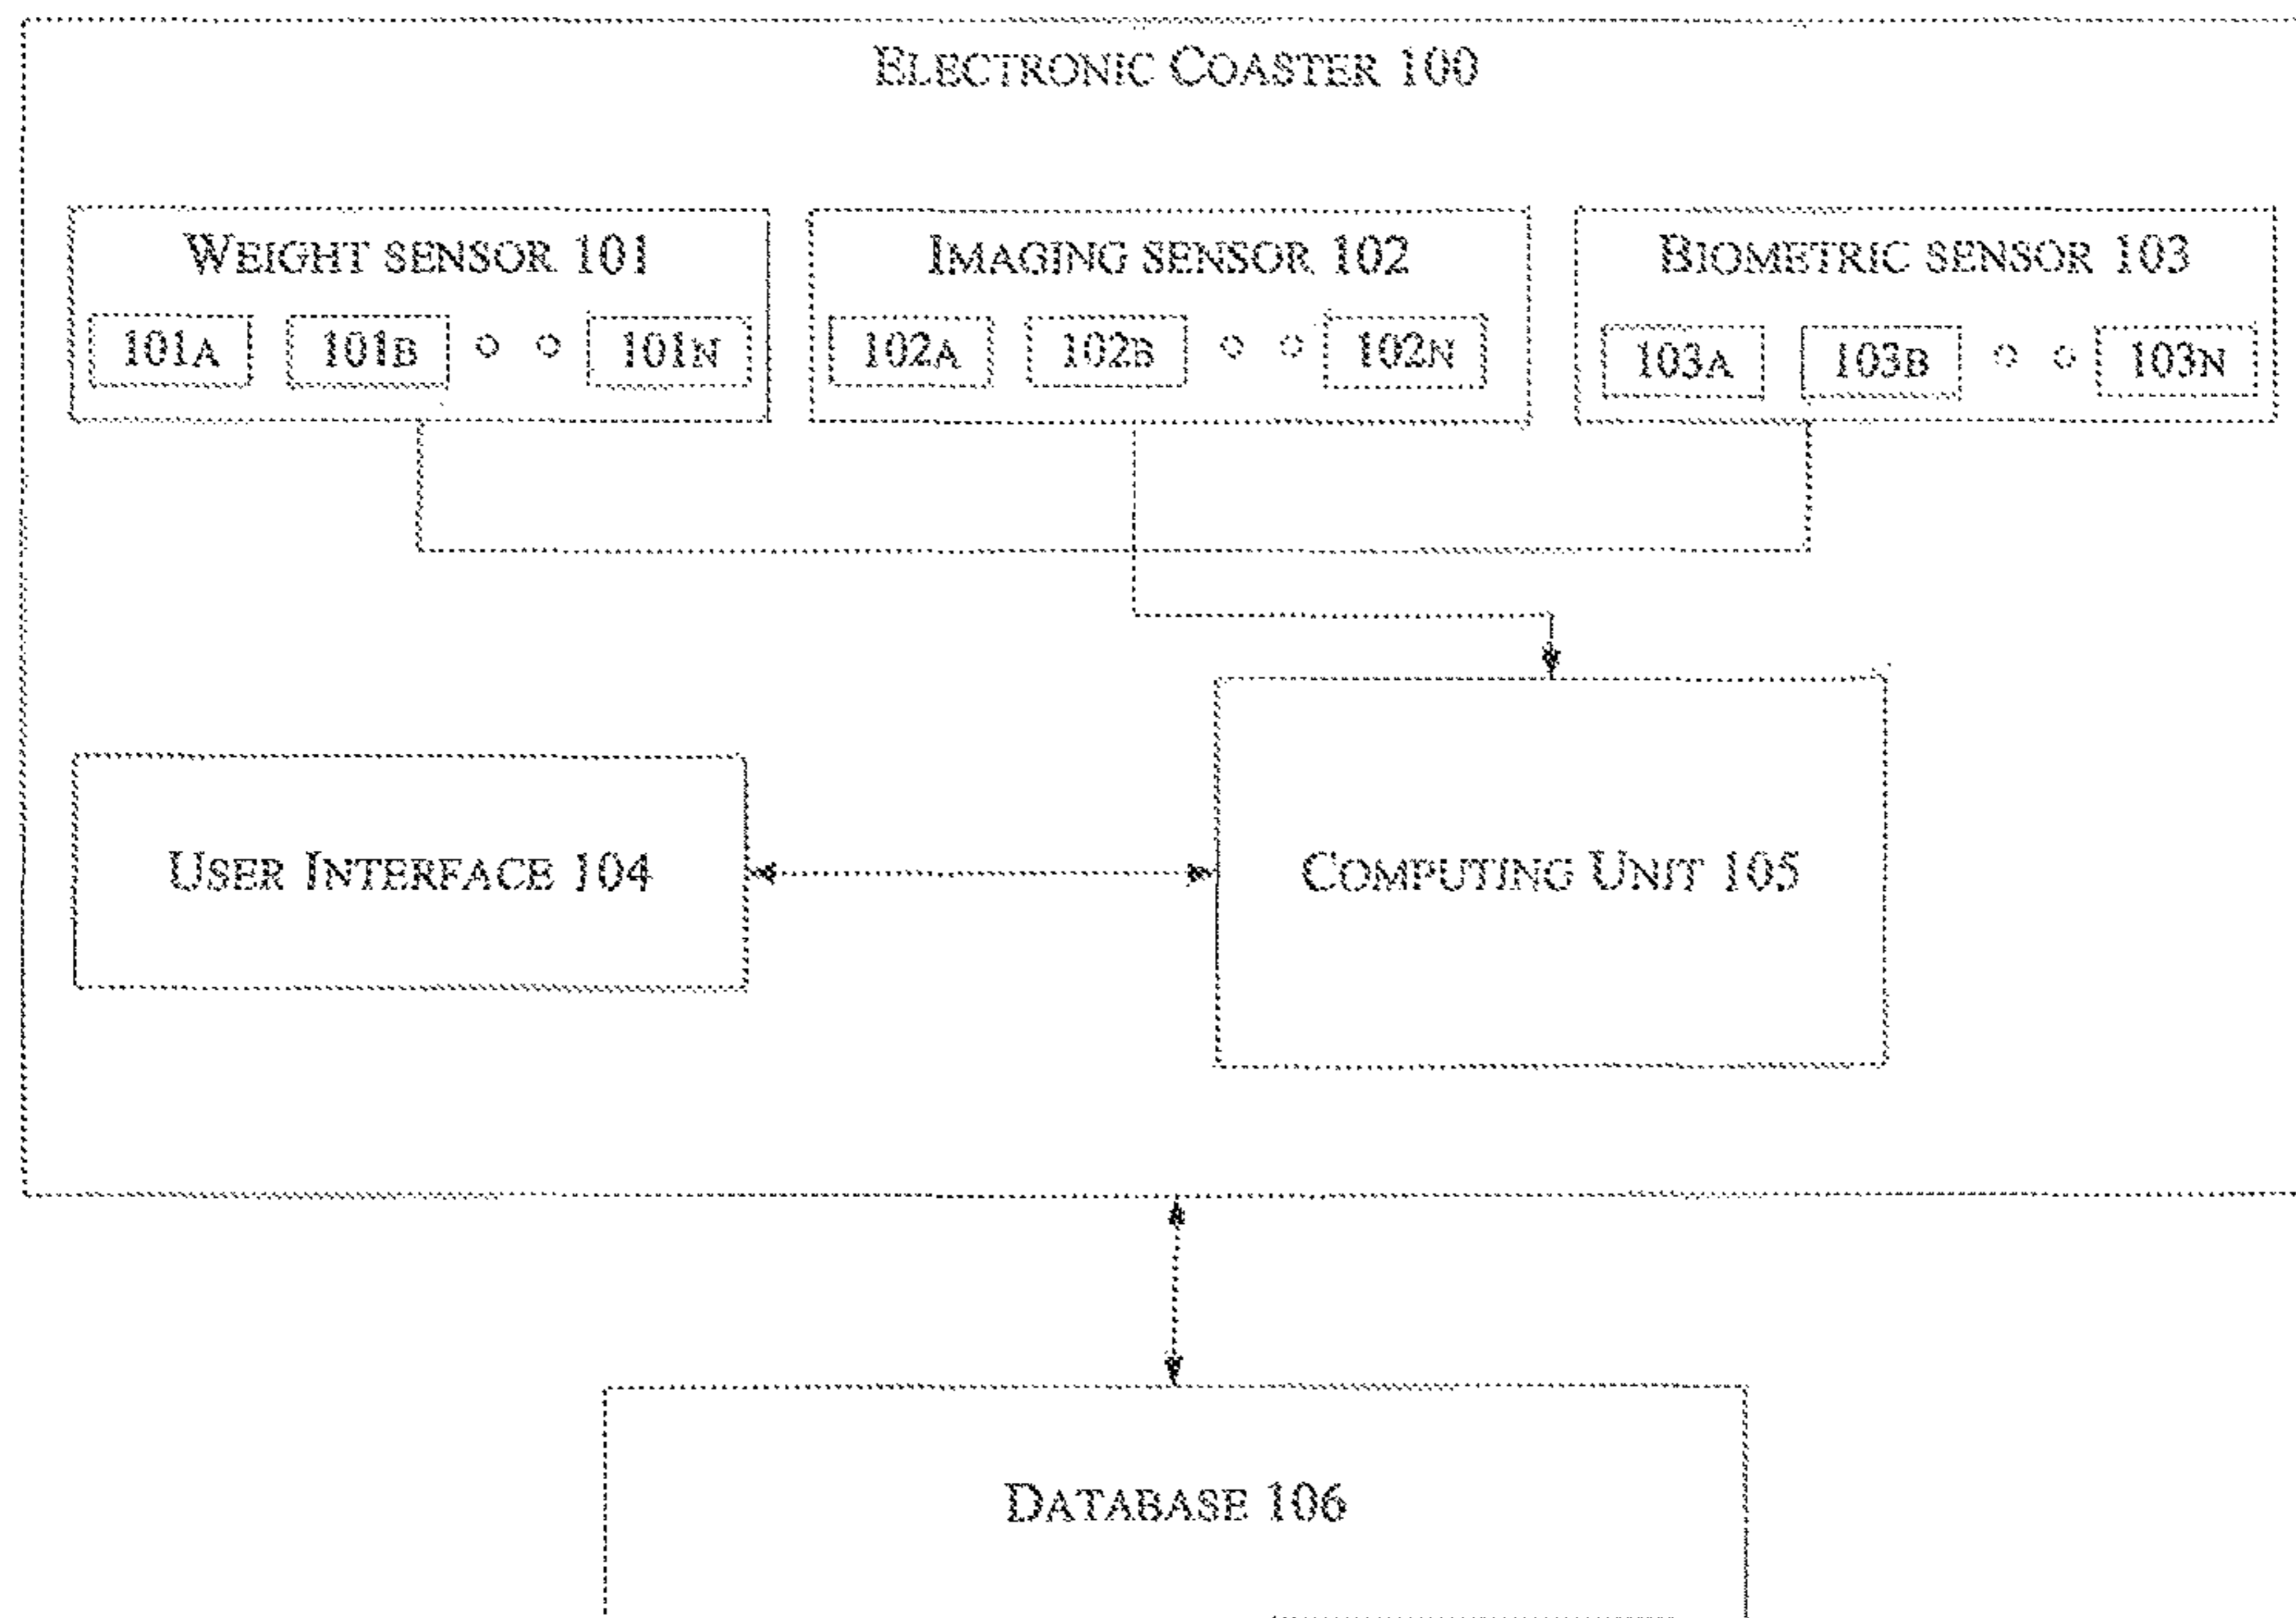 ELECTRONIC COASTER 100
WEIGHT SENSOR 101
101A 101B 101N
IMAGING SENSOR 102
102A 102B 102N
BIOMETRIC SENSOR 103
103A 103B 103N
USER INTERFACE 104
COMPUTING UNIT 105
DATABASE 106